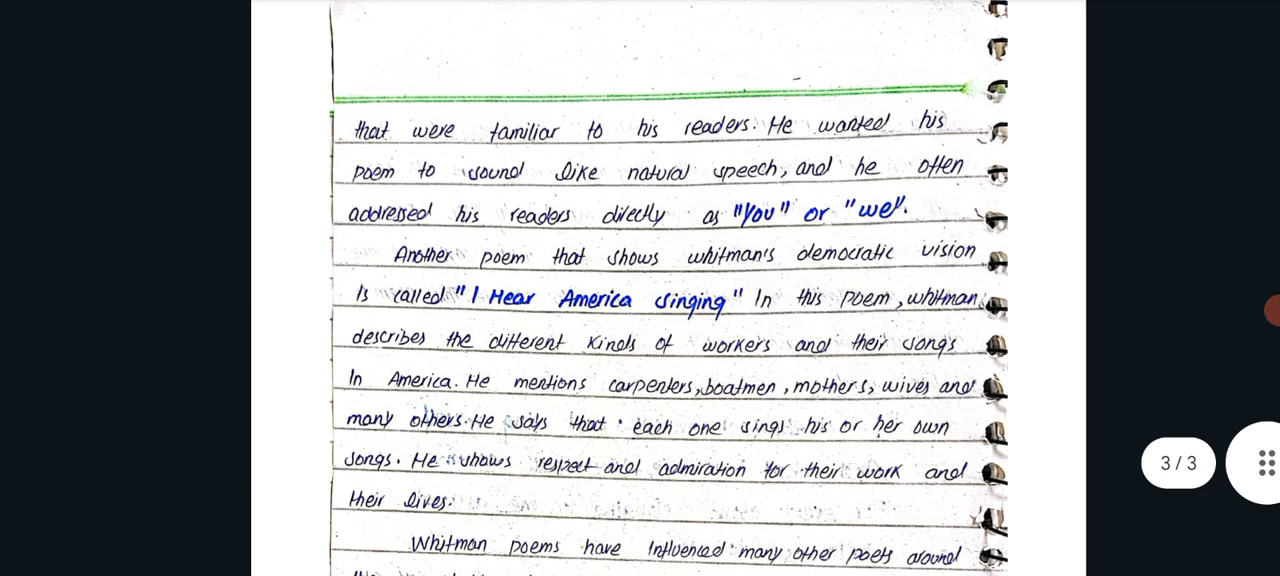 that were familiar to his readers. He wanted his
poem to sound like natural speech, and he often
addressed his readers directly as "You" or "we".
Another poem that shows whitman's democratic vision
Is called "I Hear America singing" In this poem, whitman
describes the different kinds of workers and their songs
In America. He mentions carpenters, boatmen, mothers, wives and
many others. He says that each one sings his or her own
songs. He shows respect and admiration for their work and
their lives.
Whitman poems have Influenced many other poets around
3 / 3